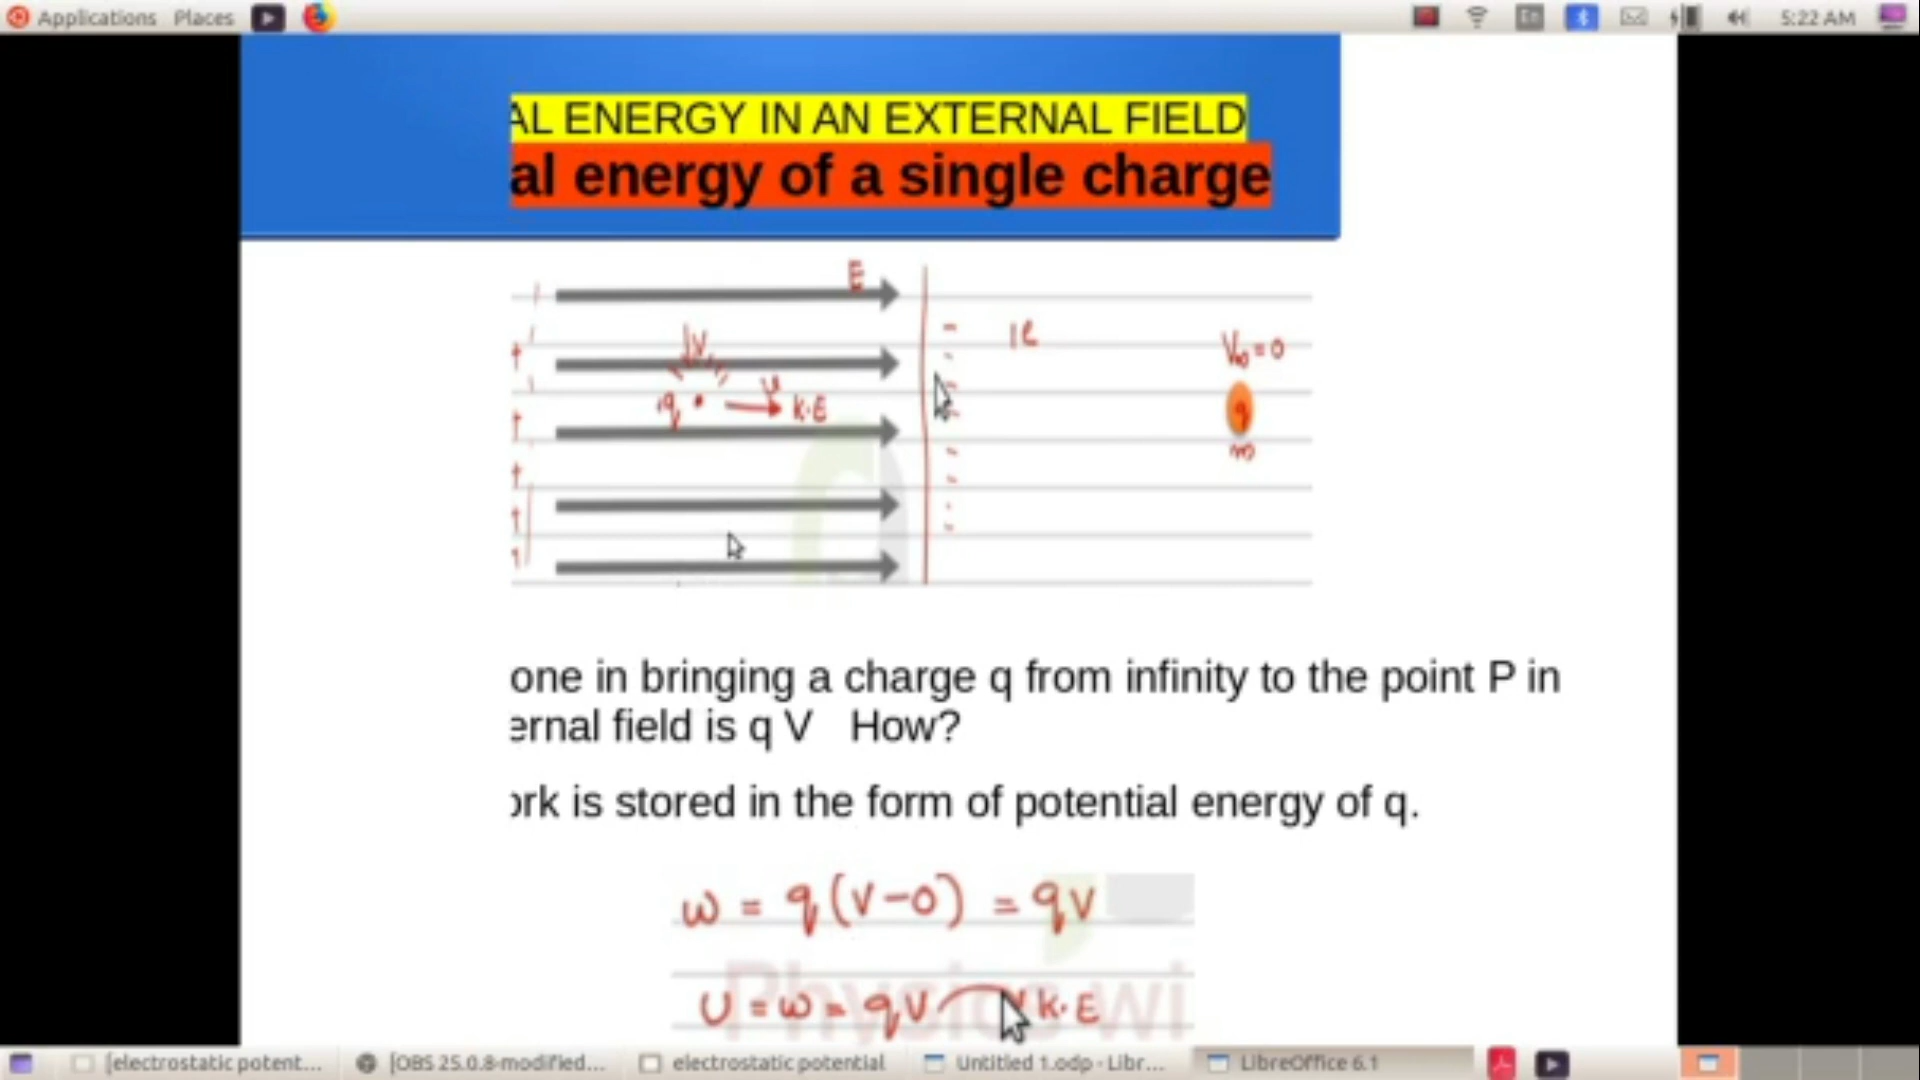 Applications Places En 5:22 AM
AL ENERGY IN AN EXTERNAL FIELD
al energy of a single charge
E
V
V∞ = 0
q K.E
q
∞
one in bringing a charge q from infinity to the point P in
ernal field is q V How?
ork is stored in the form of potential energy of q.
w = q(V-0) = qV
Physics wi
U = w = qV K.E
[electrostatic potent... [OBS 25.0.8-modified... electrostatic potential Untitled 1.odp - Libr... LibreOffice 6.1